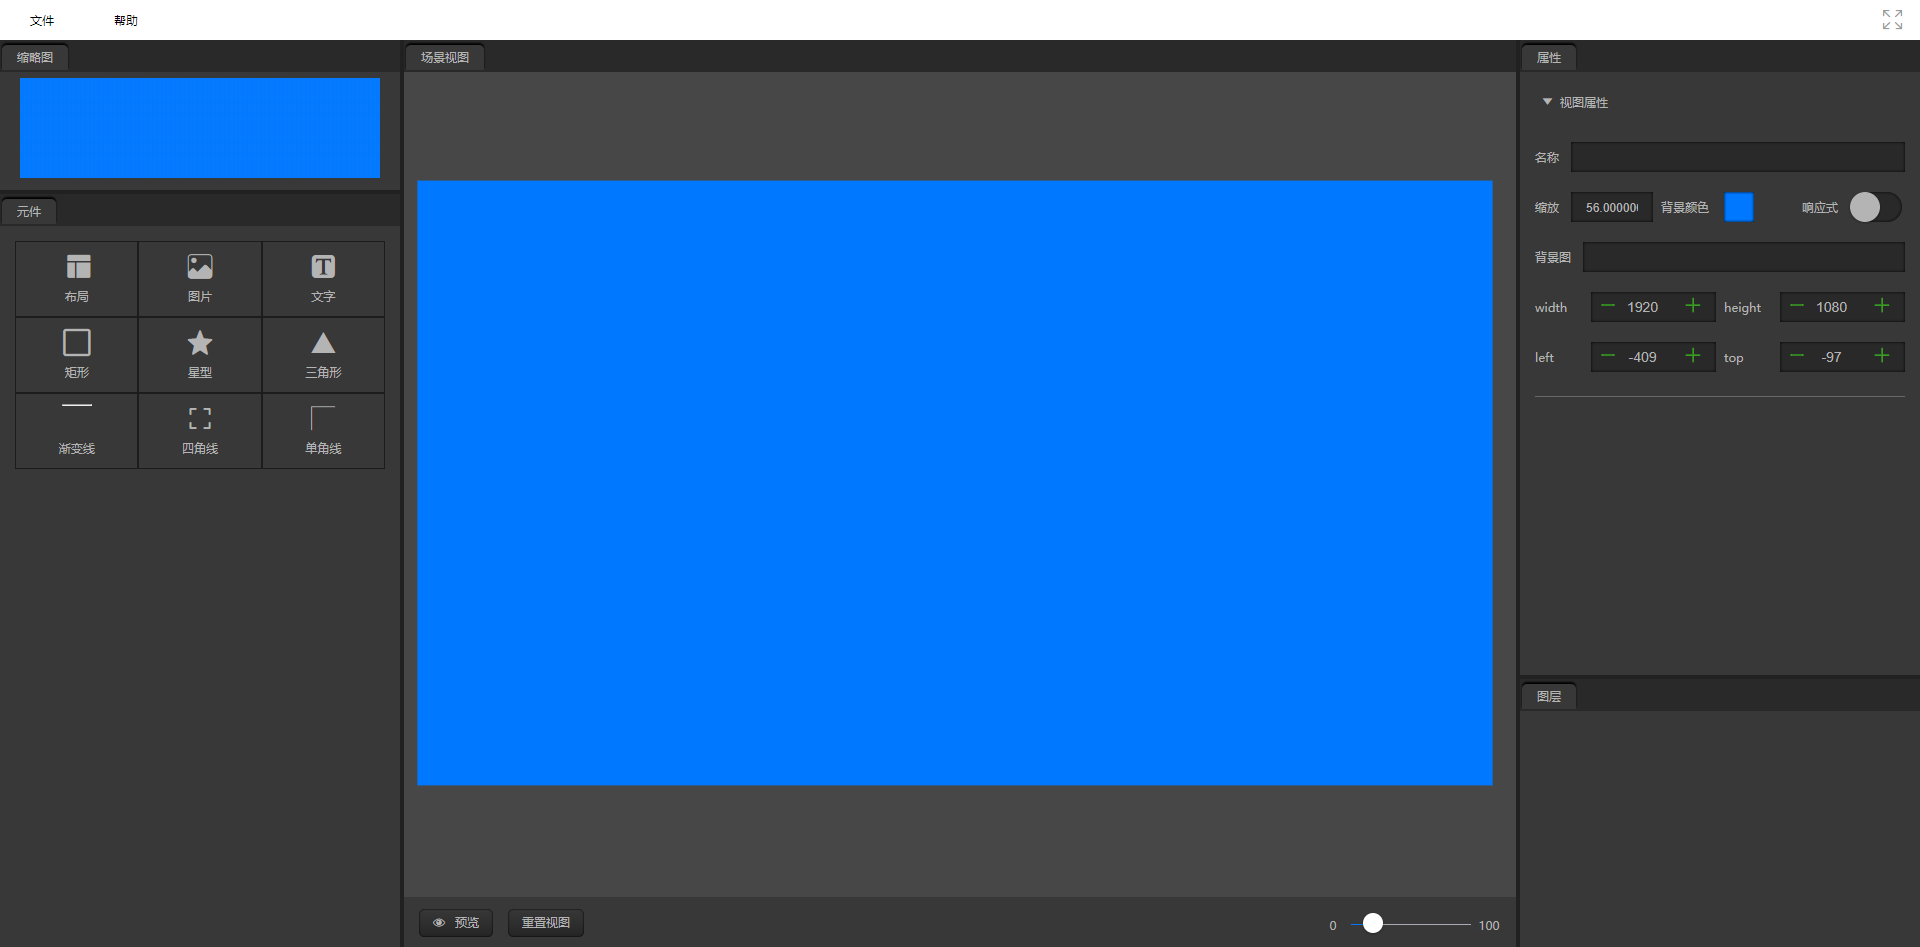 文件 帮助
缩略图
元件
布局 图片 文字
矩形 星型 三角形
渐变线 四角线 单角线
场景视图
预览 重置视图 0 100
属性
视图属性
名称
缩放 56.00000 背景颜色 响应式
背景图
width 1920 height 1080
left -409 top -97
图层